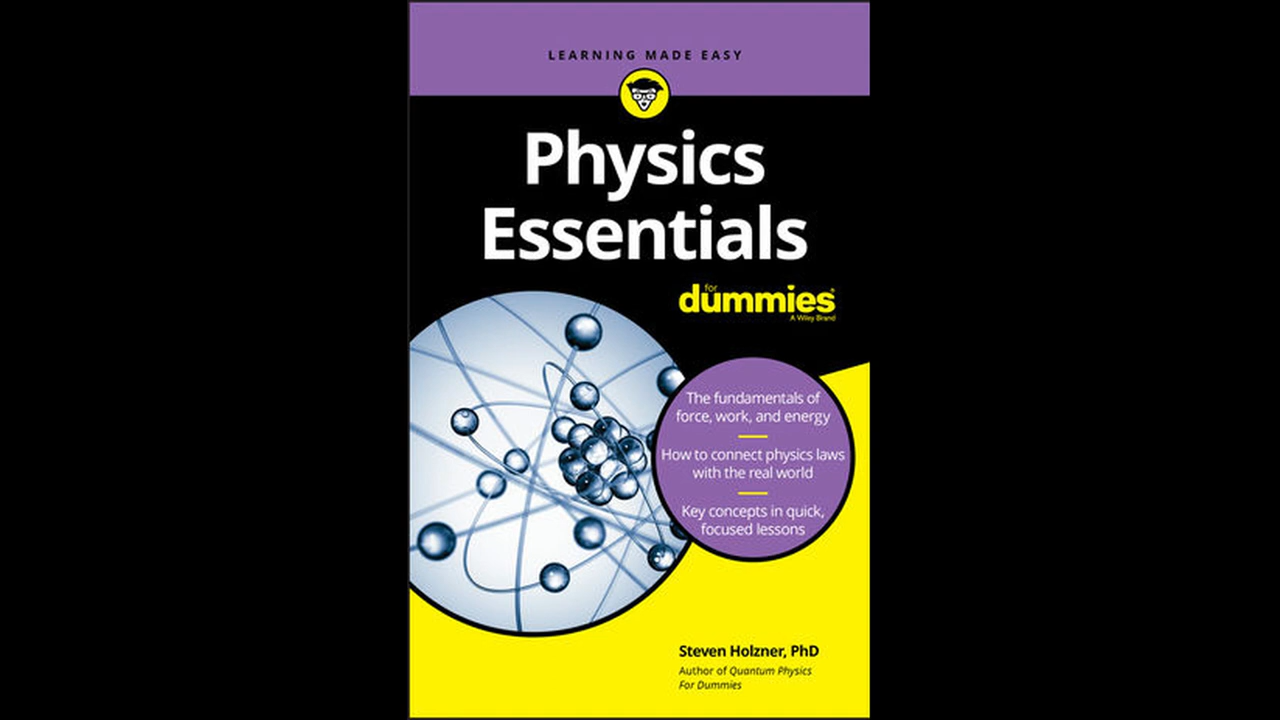 LEARNING MADE EASY
Physics
Essentials
for
dummies®
A Wiley Brand
The fundamentals of
force, work, and energy
How to connect physics laws
with the real world
Key concepts in quick,
focused lessons
Steven Holzner, PhD
Author of Quantum Physics
For Dummies